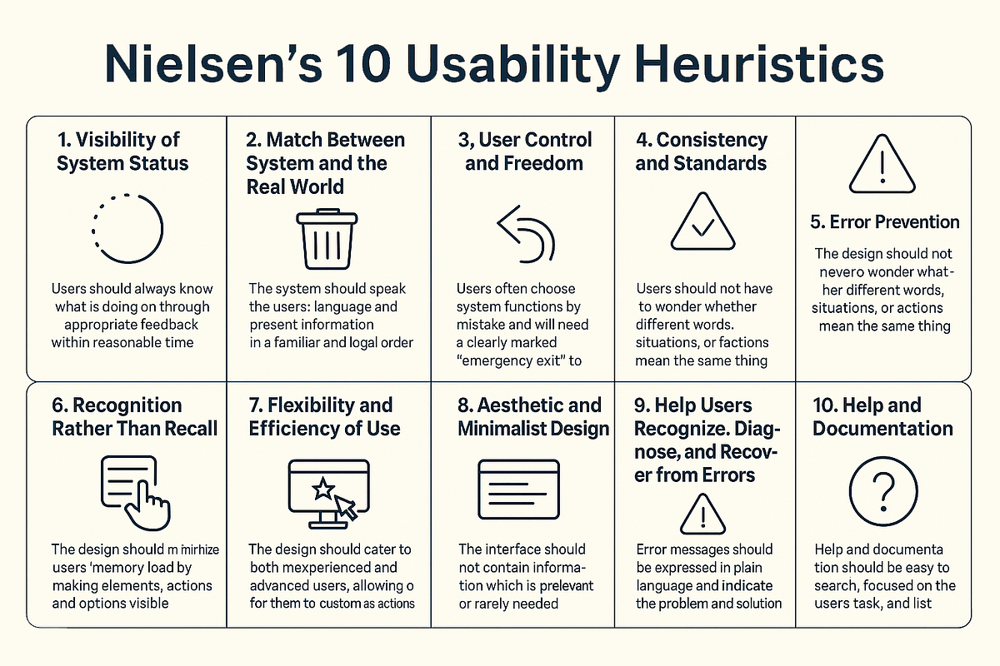 Nielsen’s 10 Usability Heuristics
1. Visibility of
System Status
Users should always know
what is doing on through
appropriate feedback
within reasonable time
2. Match Between
System and the
Real World
The system should speak
the users: language and
present information
in a familiar and logal order
3, User Control
and Freedom
Users often choose
system functions by
mistake and will need
a clearly marked
“emergency exit” to
4. Consistency
and Standards
Users should not have
to wonder whether
different words.
situations, or factions
mean the same thing
5. Error Prevention
The design should not
nevero wonder what-
her different words,
situations, or actions
mean the same thing
6. Recognition
Rather Than Recall
The design should m mirhize
users ‘memory load by
making elements, actions
and options visible
7. Flexibility and
Efficiency of Use
The design should cater to
both mexperienced and
advanced users, allowing o
for them to custom as actions
8. Aesthetic and
Minimalist Design
The interface should
not contain informa-
tion which is prelevant
or rarely needed
9. Help Users
Recognize. Diag-
nose, and Recov-
er from Errors
Error messages should
be expressed in plain
language and indicate
the problem and solution
10. Help and
Documentation
Help and documenta
tion should be easy to
search, focused on the
users task, and list